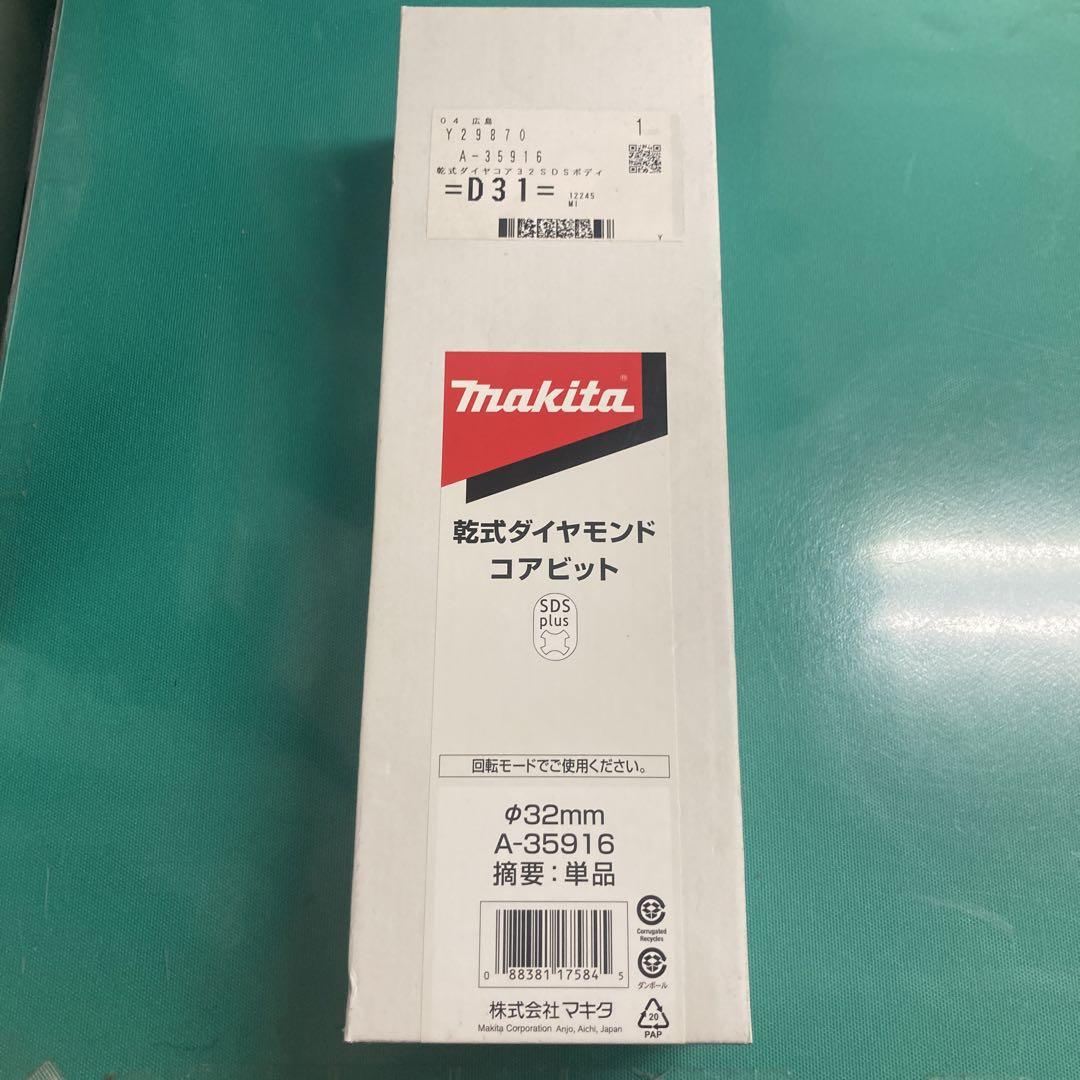 04 広島
Y29870
1
A-35916
乾式ダイヤコア32SDSボディ
=D31=
12245
MI
Y
makita®
乾式ダイヤモンド
コアビット
SDS
plus
回転モードでご使用ください。
φ32mm
A-35916
摘要:単品
0 88381 17584 5
Corrugated
Recycles
ダンボール
20
PAP
株式会社マキタ
Makita Corporation Anjo, Aichi, Japan